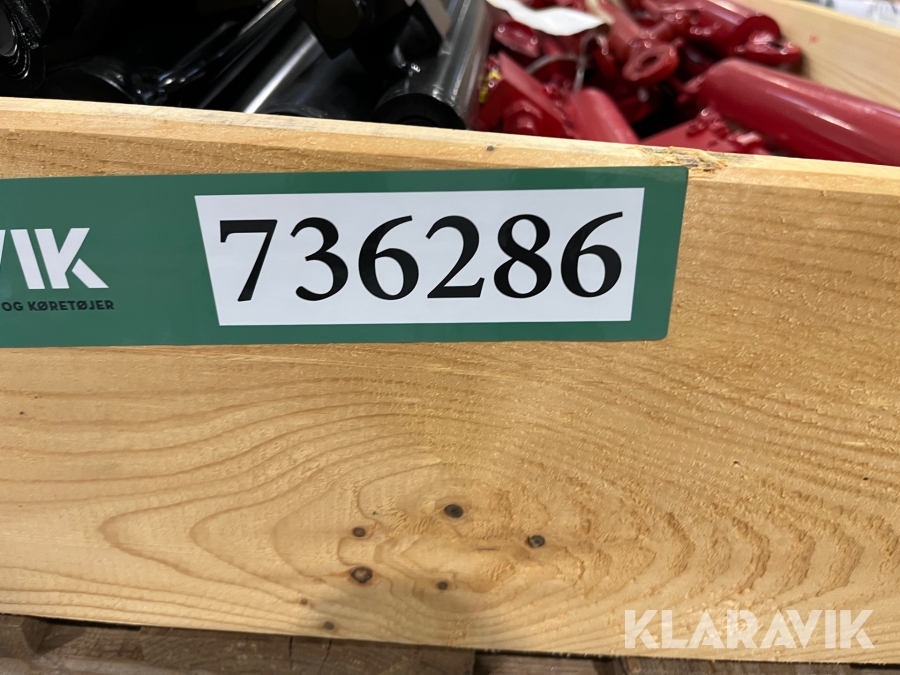 VIK
OG KØRETØJER
736286
KLARAVIK